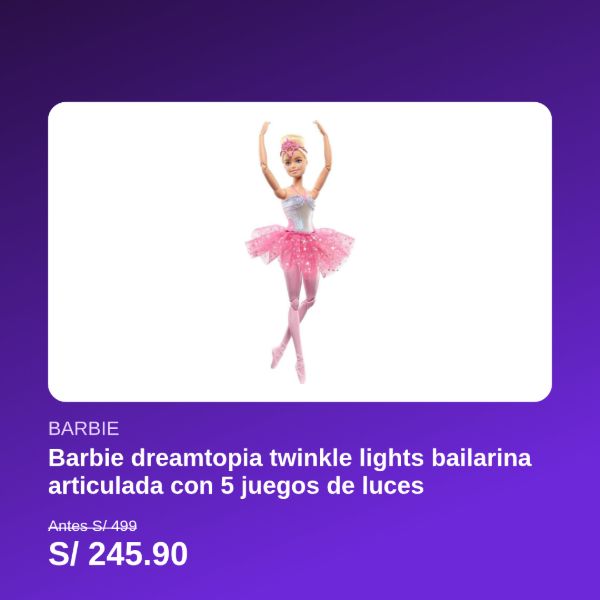 BARBIE
Barbie dreamtopia twinkle lights bailarina
articulada con 5 juegos de luces
Antes S/ 499
S/ 245.90